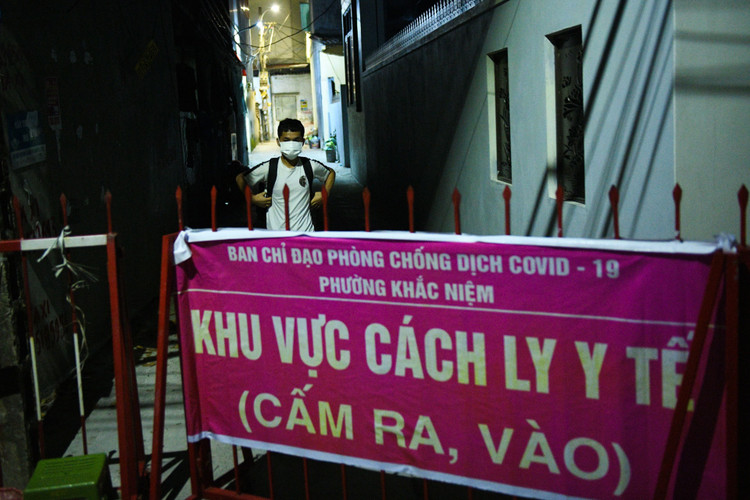 BAN CHỈ ĐẠO PHÒNG CHỐNG DỊCH COVID - 19
PHƯỜNG KHẮC NIỆM
KHU VỰC CÁCH LY Y TẾ
(CẤM RA, VÀO)